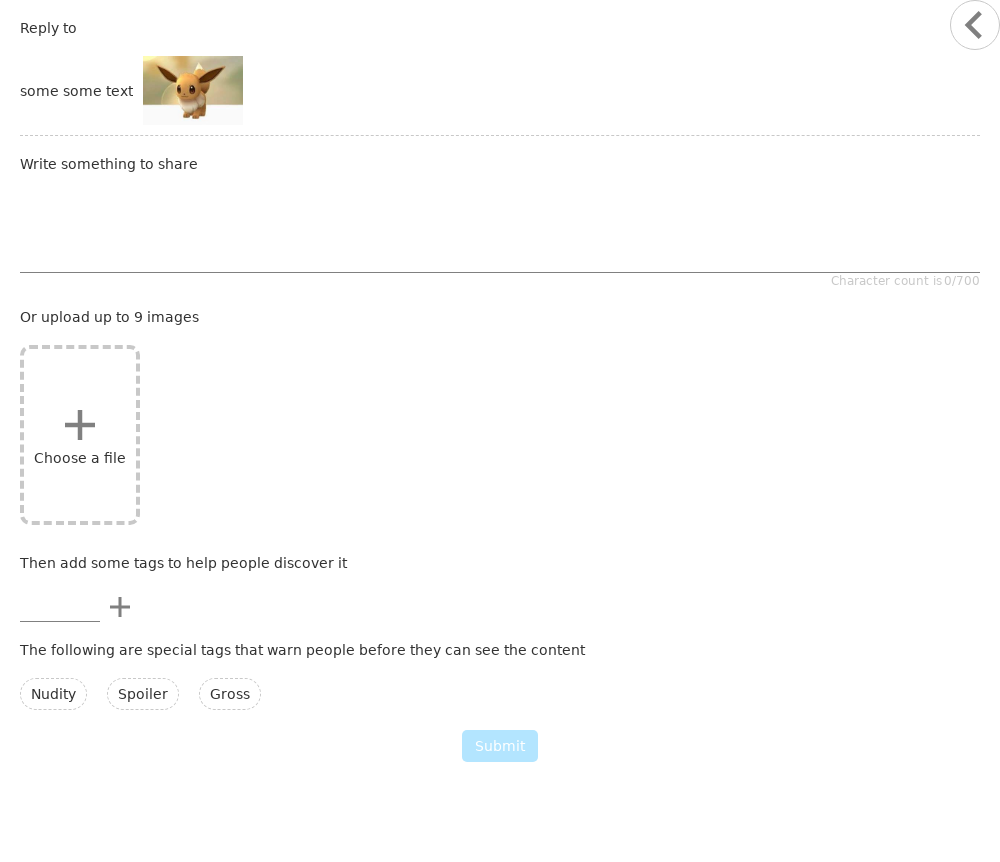 Reply to
some some text
Write something to share
Character count is 0/700
Or upload up to 9 images
Choose a file
Then add some tags to help people discover it
The following are special tags that warn people before they can see the content
Nudity Spoiler Gross
Submit